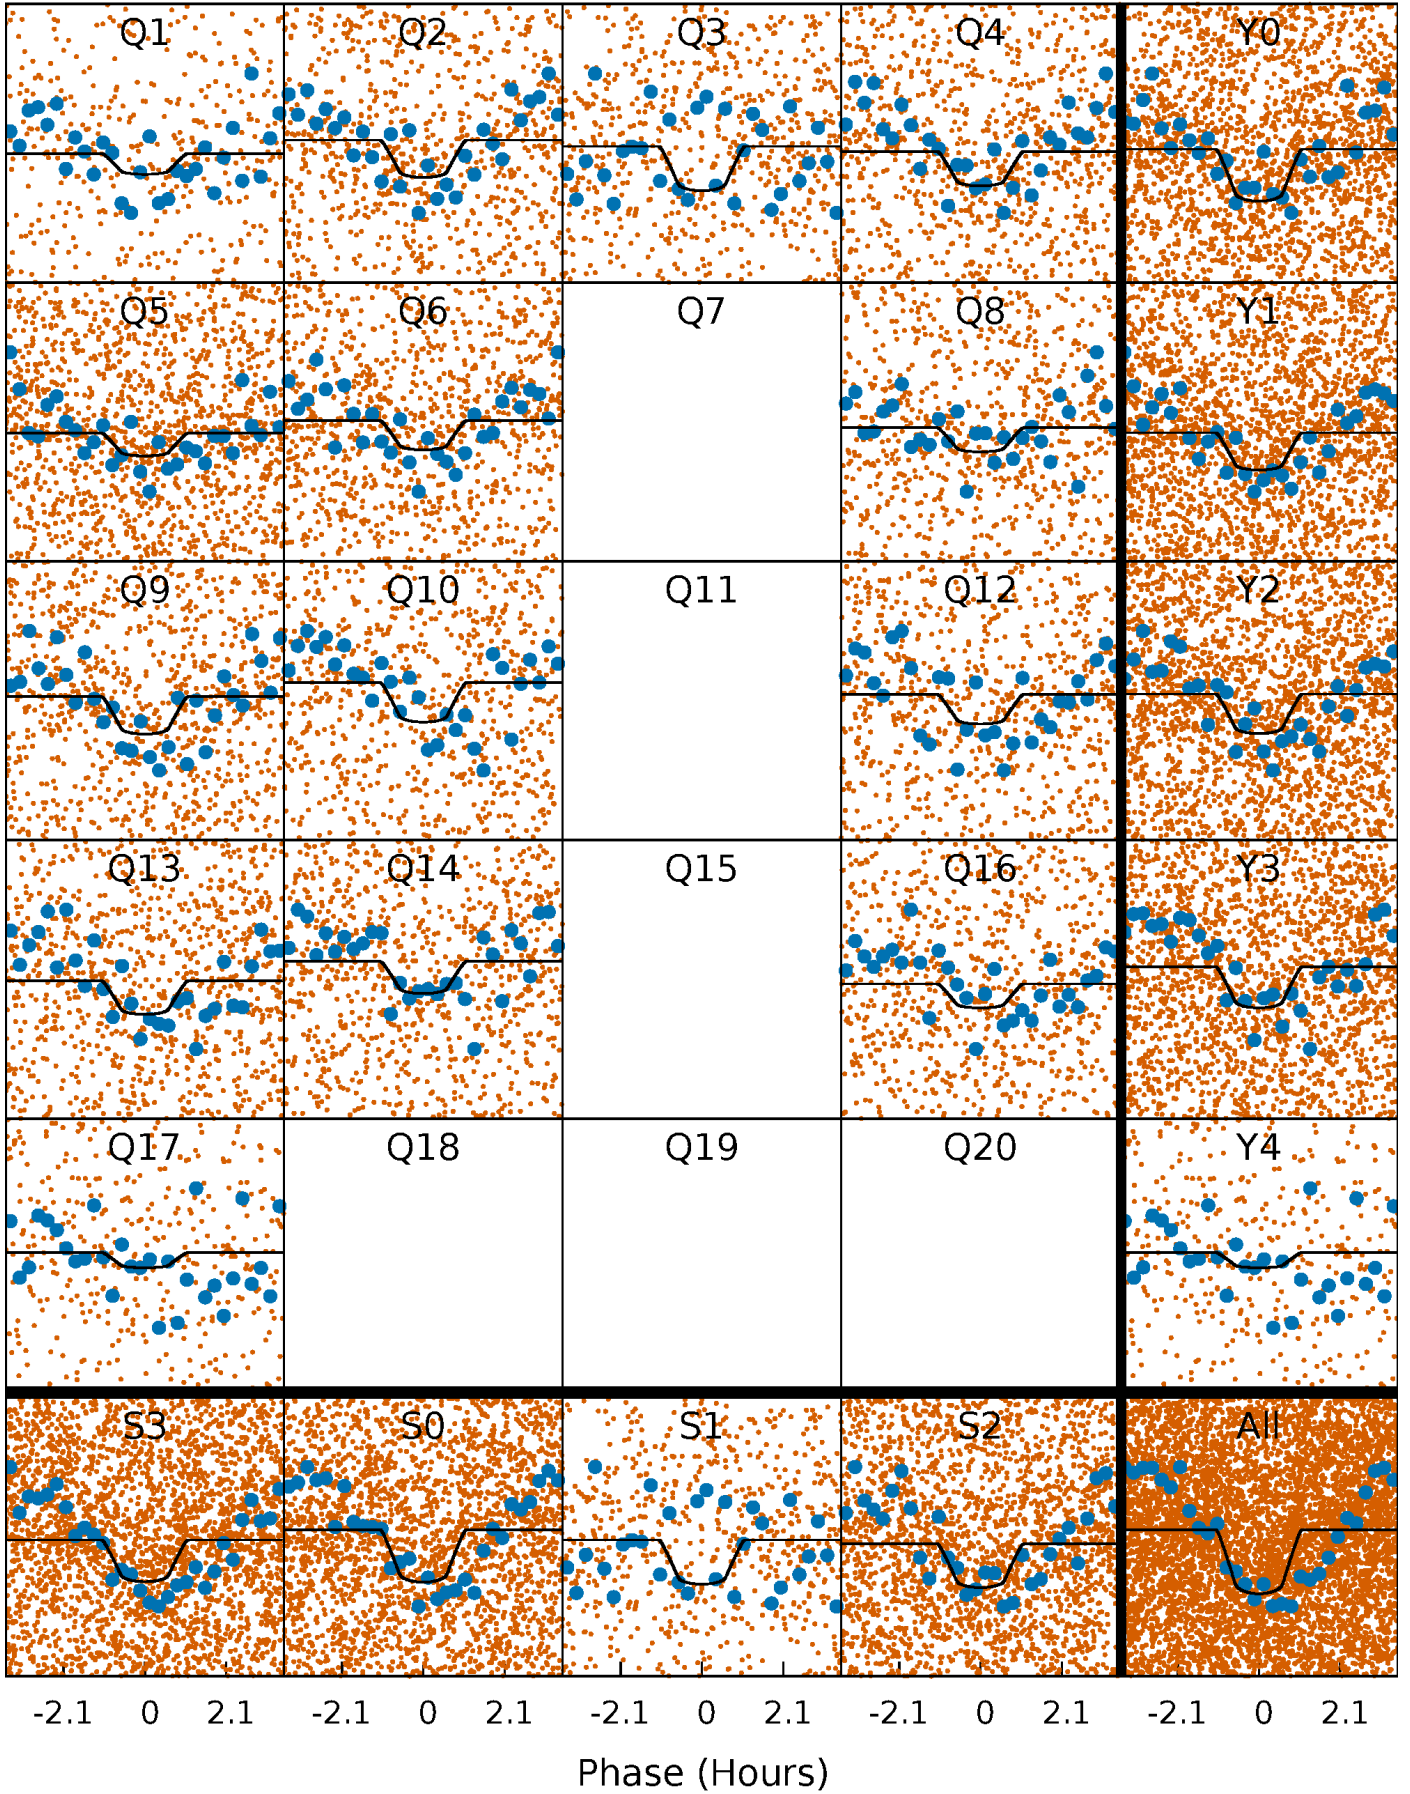 Q1 Q2 Q3 Q4 Y0
Q5 Q6 Q7 Q8 Y1
Q9 Q10 Q11 Q12 Y2
Q13 Q14 Q15 Q16 Y3
Q17 Q18 Q19 Q20 Y4
S3 S0 S1 S2 All
-2.1 0 2.1 -2.1 0 2.1 -2.1 0 2.1 -2.1 0 2.1 -2.1 0 2.1
Phase (Hours)